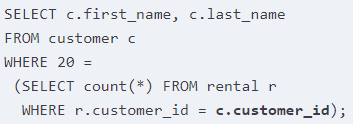 SELECT c.first_name, c.last_name
FROM customer c
WHERE 20 =
(SELECT count(*) FROM rental r
WHERE r.customer_id = c.customer_id);